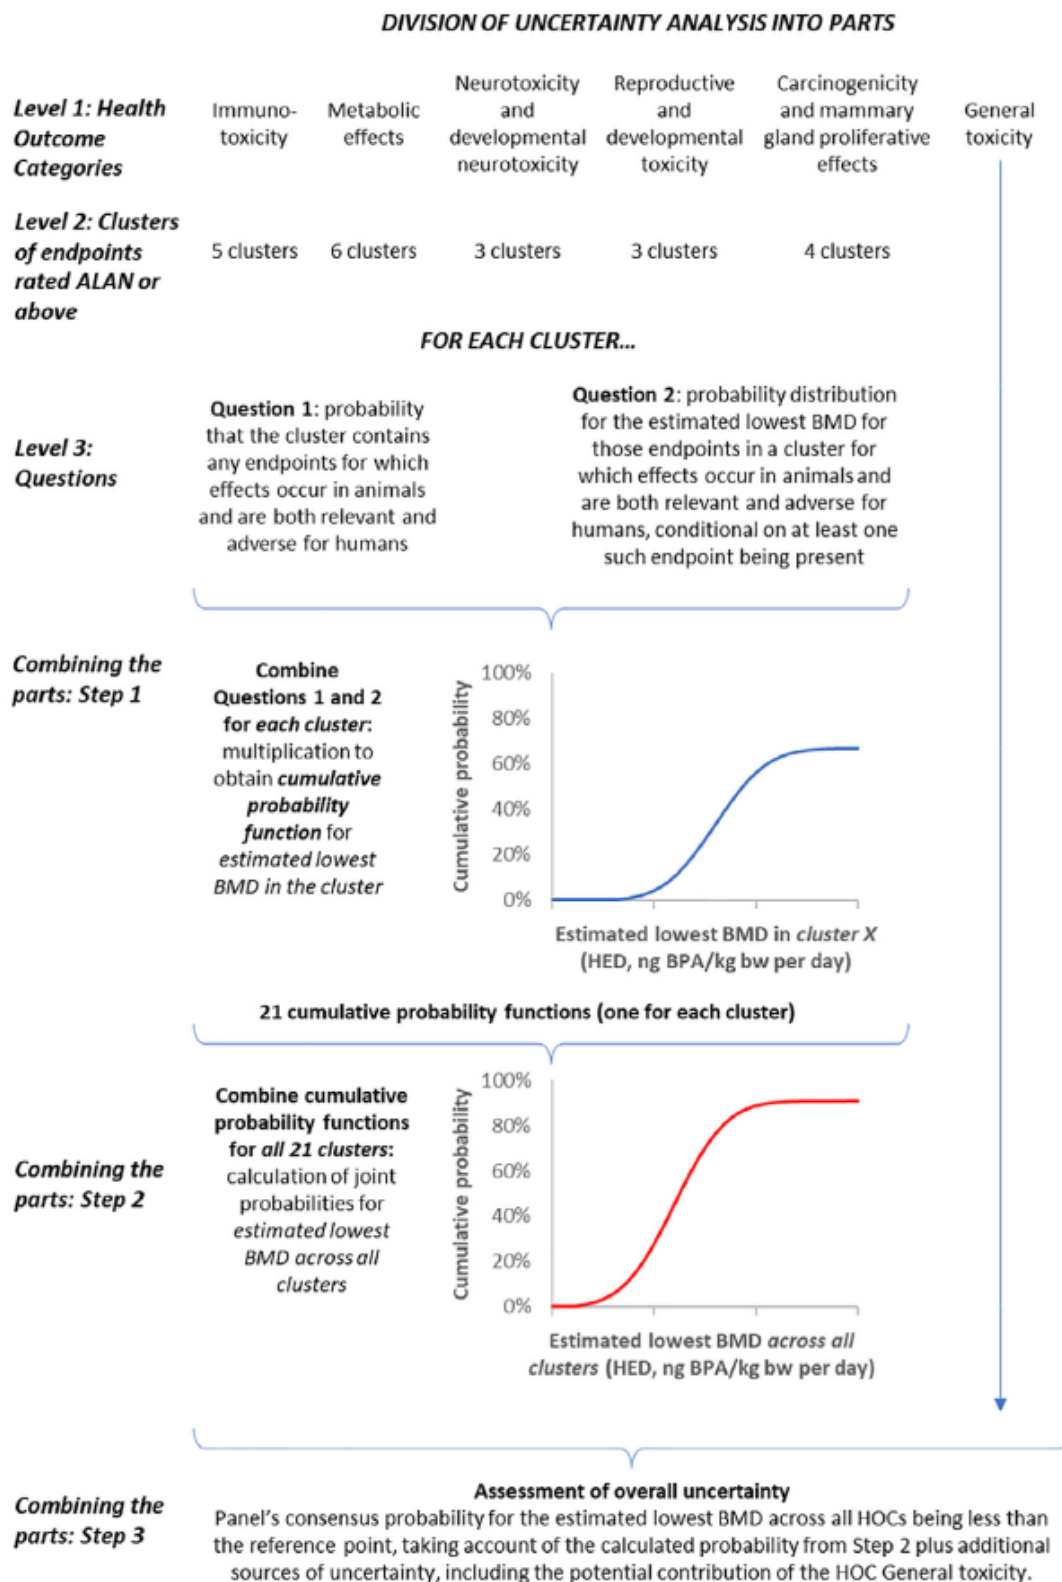 DIVISION OF UNCERTAINTY ANALYSIS INTO PARTS
Level 1: Health
Outcome
Categories
Immuno-
toxicity
Metabolic
effects
Neurotoxicity
and
developmental
neurotoxicity
Reproductive
and
developmental
toxicity
Carcinogenicity
and mammary
gland proliferative
effects
General
toxicity
Level 2: Clusters
of endpoints
rated ALAN or
above
5 clusters
6 clusters
3 clusters
3 clusters
4 clusters
FOR EACH CLUSTER...
Level 3:
Questions
Question 1: probability
that the cluster contains
any endpoints for which
effects occur in animals
and are both relevant and
adverse for humans
Question 2: probability distribution
for the estimated lowest BMD for
those endpoints in a cluster for
which effects occur in animals and
are both relevant and adverse for
humans, conditional on at least one
such endpoint being present
Combining the
parts: Step 1
Combine
Questions 1 and 2
for each cluster:
multiplication to
obtain cumulative
probability
function for
estimated lowest
BMD in the cluster
Cumulative probability
100%
80%
60%
40%
20%
0%
Estimated lowest BMD in cluster X
(HED, ng BPA/kg bw per day)
21 cumulative probability functions (one for each cluster)
Combining the
parts: Step 2
Combine cumulative
probability functions
for all 21 clusters:
calculation of joint
probabilities for
estimated lowest
BMD across all
clusters
Cumulative probability
100%
80%
60%
40%
20%
0%
Estimated lowest BMD across all
clusters (HED, ng BPA/kg bw per day)
Combining the
parts: Step 3
Assessment of overall uncertainty
Panel's consensus probability for the estimated lowest BMD across all HOCs being less than
the reference point, taking account of the calculated probability from Step 2 plus additional
sources of uncertainty, including the potential contribution of the HOC General toxicity.